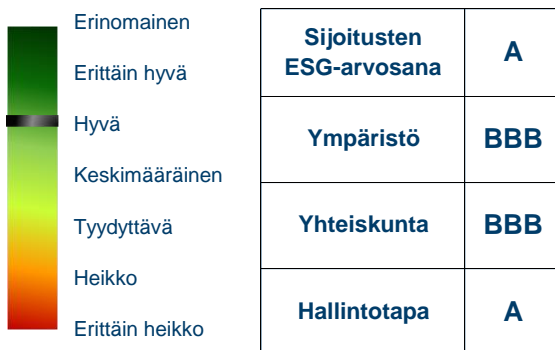 Erinomainen
Erittäin hyvä
Hyvä
Keskimääräinen
Tyydyttävä
Heikko
Erittäin heikko
Sijoitusten
ESG-arvosana
A
Ympäristö
BBB
Yhteiskunta
BBB
Hallintotapa
A